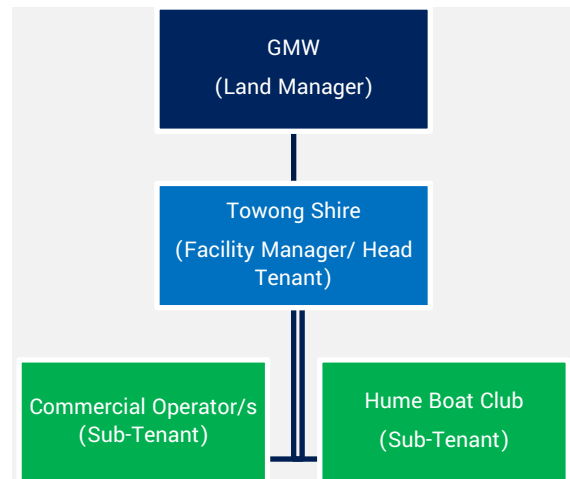 GMW
(Land Manager)
Towong Shire
(Facility Manager/ Head
Tenant)
Commercial Operator/s
(Sub-Tenant)
Hume Boat Club
(Sub-Tenant)